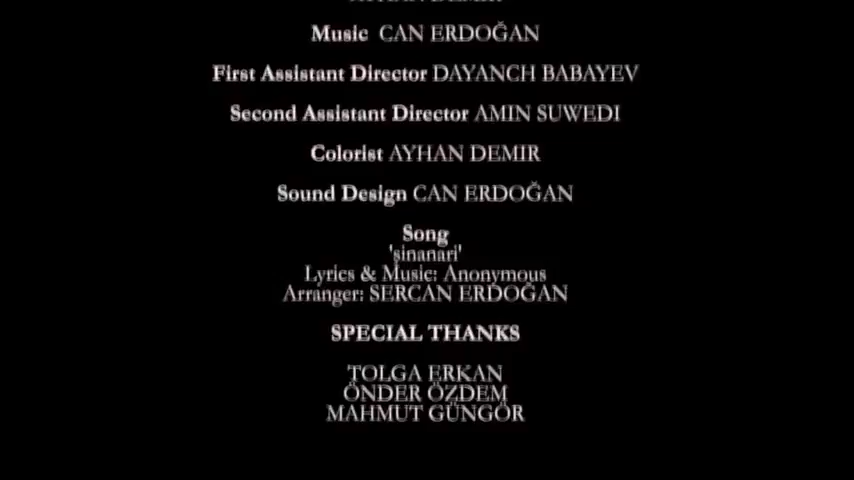 Music CAN ERDOĞAN
First Assistant Director DAYANCH BABAYEV
Second Assistant Director AMIN SUWEDI
Colorist AYHAN DEMIR
Sound Design CAN ERDOĞAN
Song
'şinanari'
Lyrics & Music: Anonymous
Arranger: SERCAN ERDOĞAN
SPECIAL THANKS
TOLGA ERKAN
ÖNDER ÖZDEM
MAHMUT GÜNGÖR